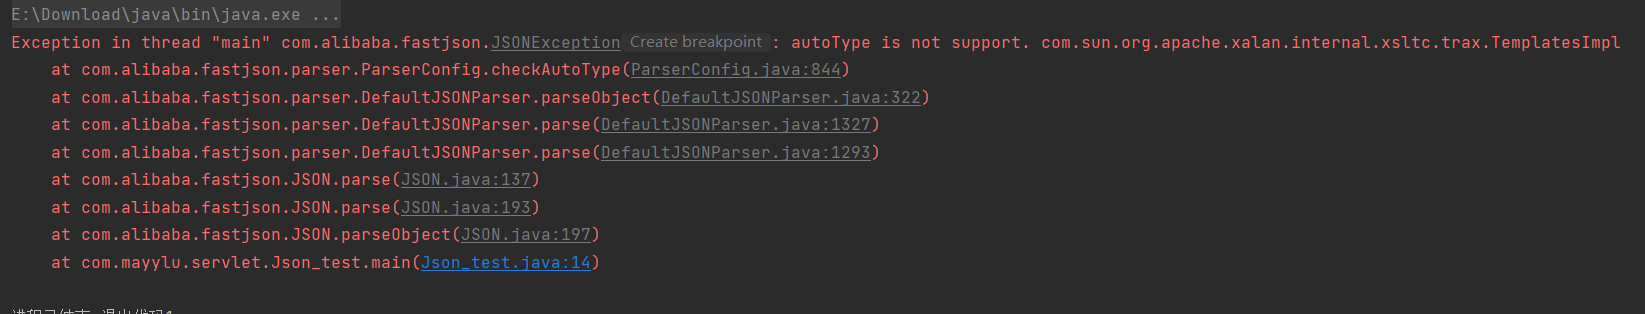 E:\Download\java\bin\java.exe ...
Exception in thread "main" com.alibaba.fastjson.JSONException Create breakpoint : autoType is not support. com.sun.org.apache.xalan.internal.xsltc.trax.TemplatesImpl
at com.alibaba.fastjson.parser.ParserConfig.checkAutoType(ParserConfig.java:844)
at com.alibaba.fastjson.parser.DefaultJSONParser.parseObject(DefaultJSONParser.java:322)
at com.alibaba.fastjson.parser.DefaultJSONParser.parse(DefaultJSONParser.java:1327)
at com.alibaba.fastjson.parser.DefaultJSONParser.parse(DefaultJSONParser.java:1293)
at com.alibaba.fastjson.JSON.parse(JSON.java:137)
at com.alibaba.fastjson.JSON.parse(JSON.java:193)
at com.alibaba.fastjson.JSON.parseObject(JSON.java:197)
at com.mayylu.servlet.Json_test.main(Json_test.java:14)